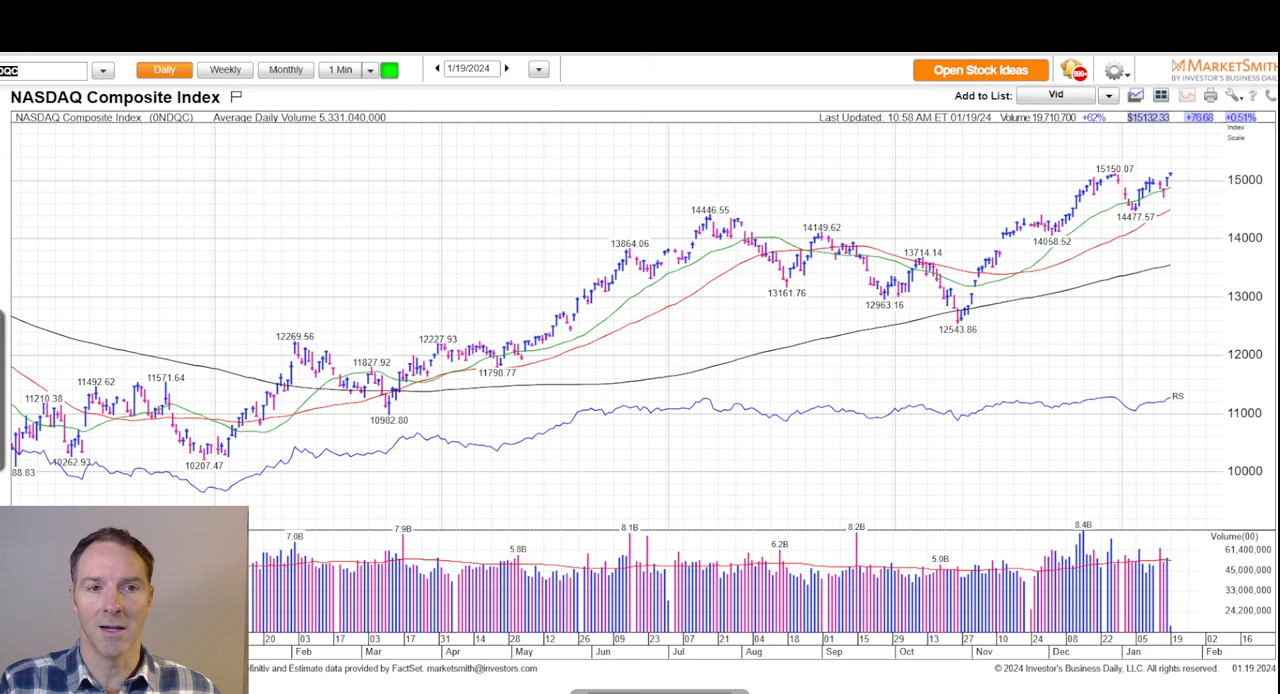 DQC Daily Weekly Monthly 1 Min 1/19/2024 Open Stock Ideas 999+ MARKETSMITH
BY INVESTOR'S BUSINESS DAI
NASDAQ Composite Index Add to List: Vid ?
NASDAQ Composite Index (0NDQC) Average Daily Volume 5,331,040,000 Last Updated: 10:58 AM ET 01/19/24 Volume 19,710,700 +62% $15132.33 +76.68 +0.51%
Index
Scale
15150.07
15000
14446.55 14477.57
14149.62 14000
13864.06 13714.14 14058.52
13161.76 12963.16 13000
12269.56 12227.93 12543.86
11827.92 11798.77 12000
11492.62 11571.64
11210.38 RS
10982.80 11000
10262.93 10207.47 10000
88.83
7.0B 7.9B 5.8B 8.1B 6.2B 8.2B 5.0B 8.4B Volume(00)
61,400,000
45,000,000
33,000,000
24,200,000
20 03 17 03 17 31 14 28 12 26 09 23 07 21 04 18 01 15 29 13 27 10 24 08 22 05 19 02 16
Feb Mar Apr May Jun Jul Aug Sep Oct Nov Dec Jan Feb
efinitiv and Estimate data provided by FactSet. marketsmith@investors.com © 2024 Investor's Business Daily, LLC. All rights reserved. 01.19.2024